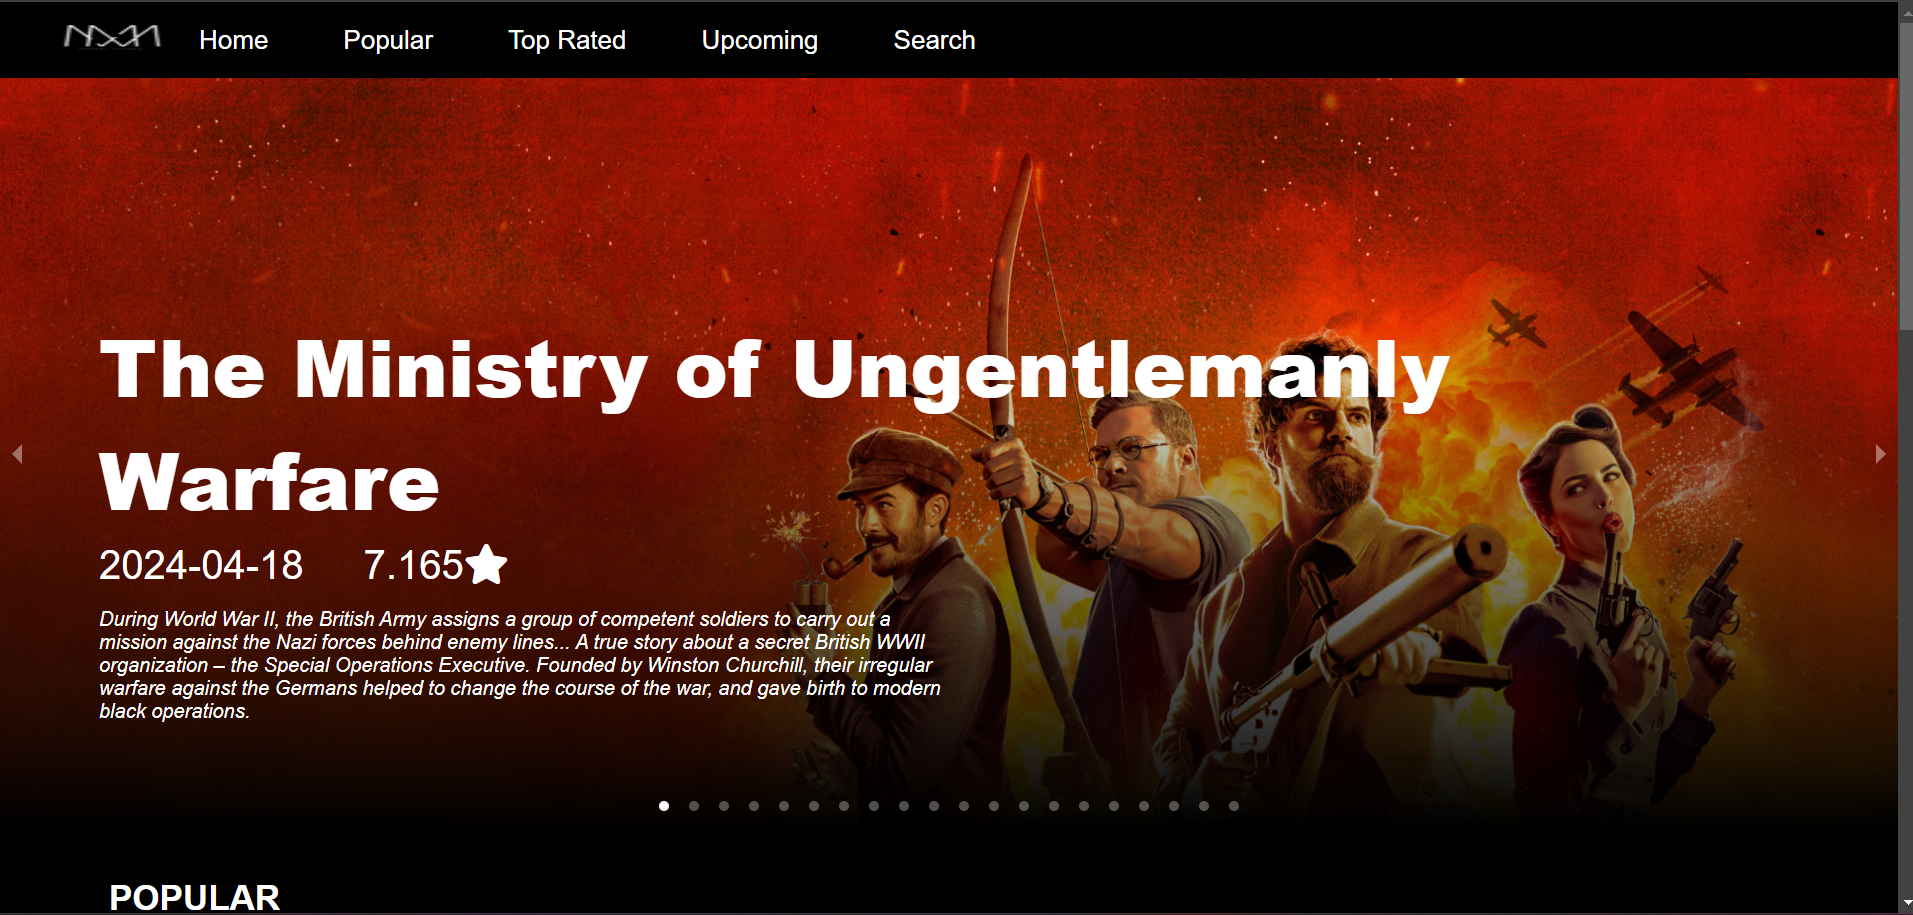 Home Popular Top Rated Upcoming Search
The Ministry of Ungentlemanly
Warfare
2024-04-18 7.165
During World War II, the British Army assigns a group of competent soldiers to carry out a
mission against the Nazi forces behind enemy lines... A true story about a secret British WWII
organization – the Special Operations Executive. Founded by Winston Churchill, their irregular
warfare against the Germans helped to change the course of the war, and gave birth to modern
black operations.
POPULAR